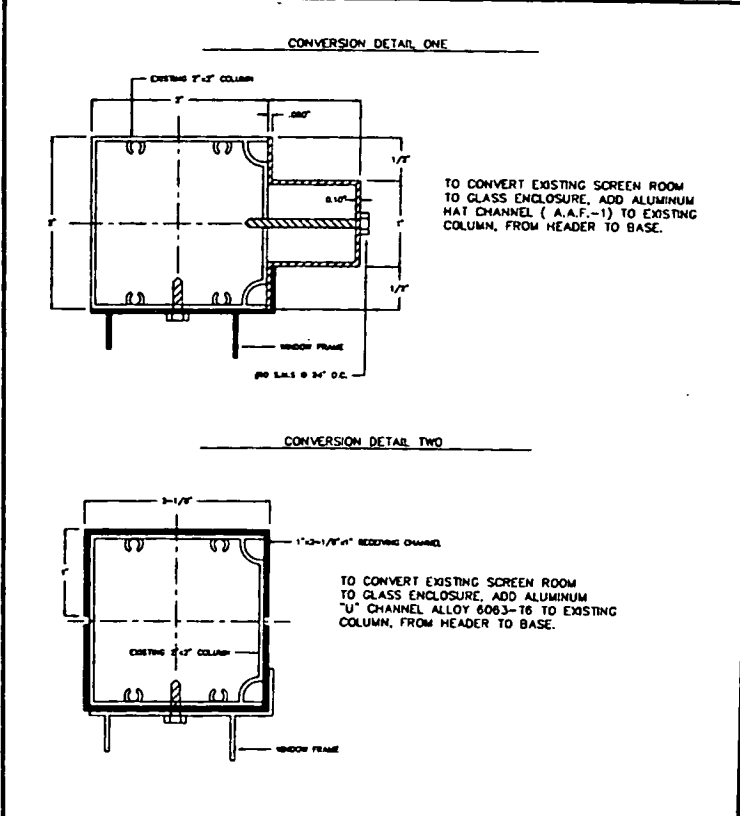 CONVERSION DETAIL ONE
EXISTING 2"x2" COLUMN
2"
.060"
1/2"
0.10"
2"
1"
1/2"
TO CONVERT EXISTING SCREEN ROOM
TO GLASS ENCLOSURE, ADD ALUMINUM
HAT CHANNEL ( A.A.F.-1) TO EXISTING
COLUMN, FROM HEADER TO BASE.
WINDOW FRAME
S.M.S @ 24" O.C.
CONVERSION DETAIL TWO
2-1/8"
1"x2-1/8"x1" RECEIVING CHANNEL
1"
TO CONVERT EXISTING SCREEN ROOM
TO GLASS ENCLOSURE, ADD ALUMINUM
"U" CHANNEL ALLOY 6063-T6 TO EXISTING
COLUMN, FROM HEADER TO BASE.
EXISTING 2"x2" COLUMN
WINDOW FRAME